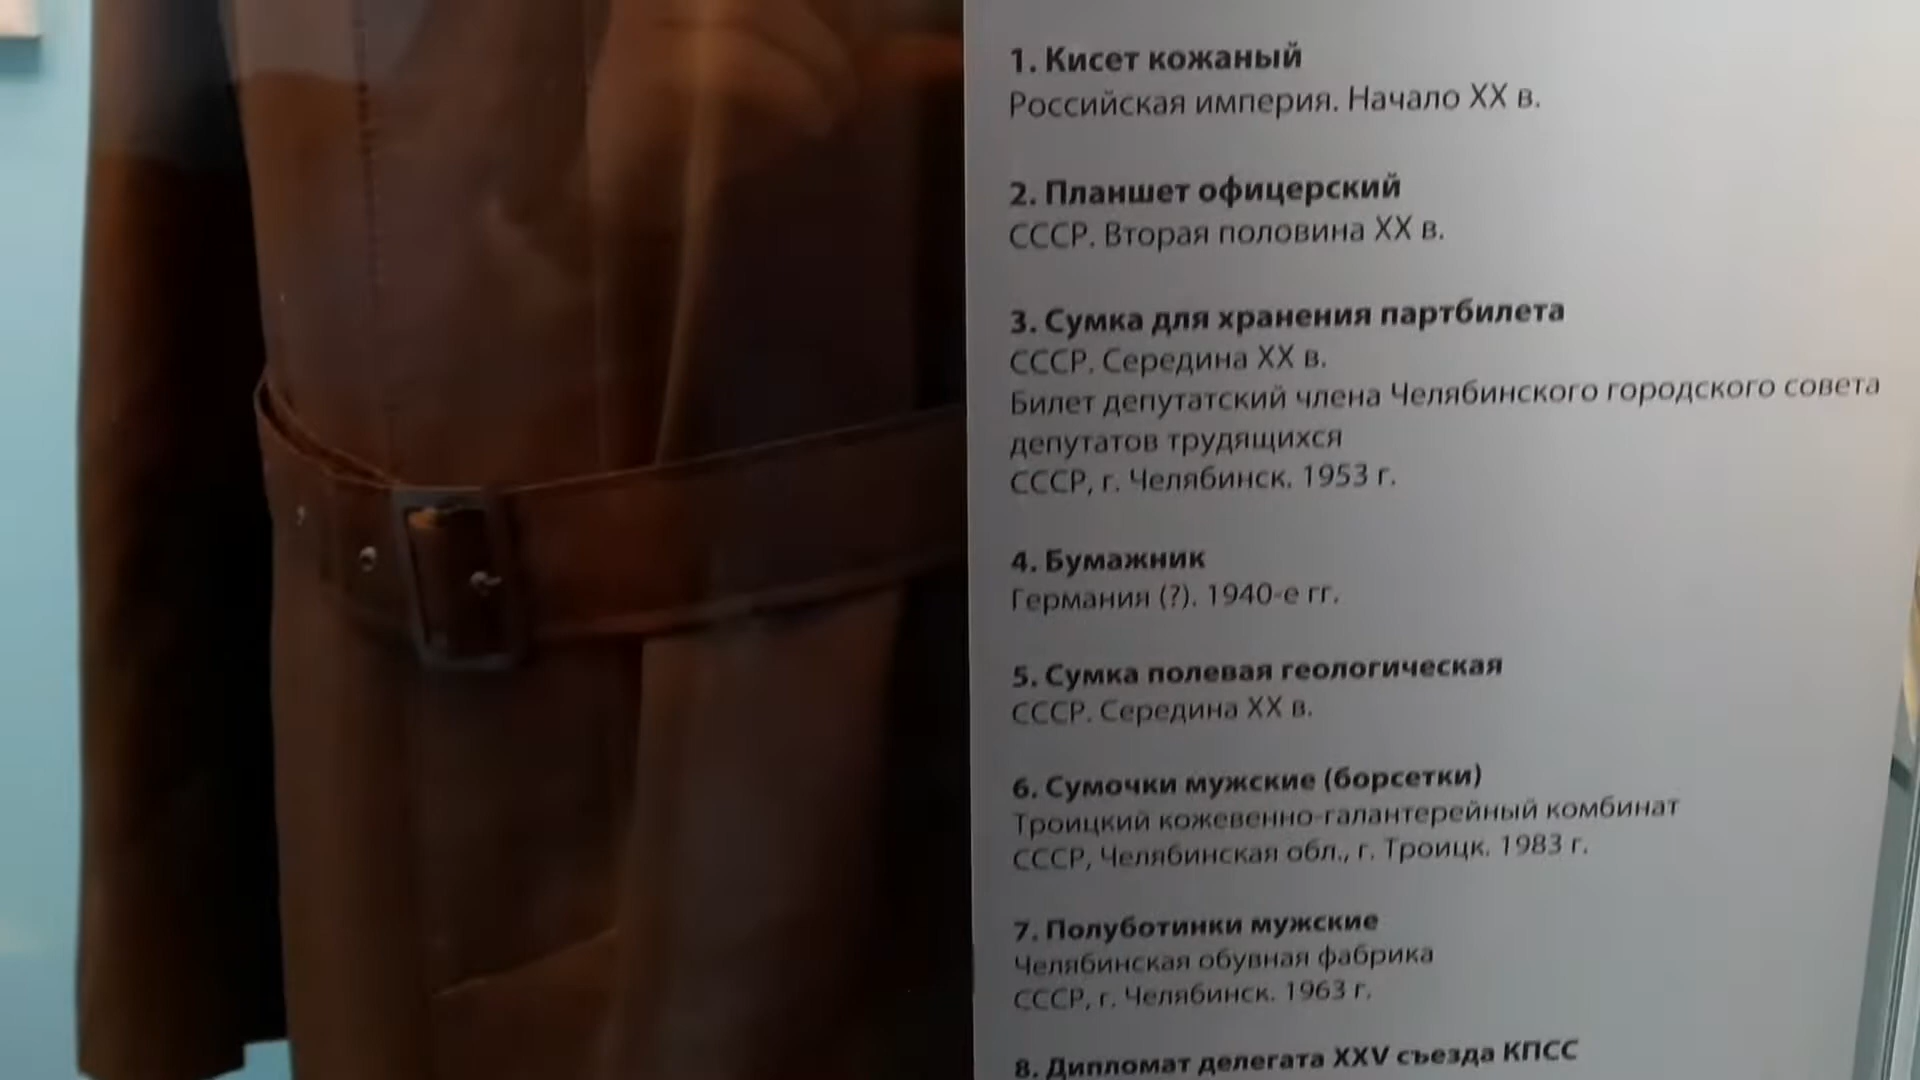 1. Кисет кожаный
Российская империя. Начало XX в.
2. Планшет офицерский
СССР. Вторая половина XX в.
3. Сумка для хранения партбилета
СССР. Середина XX в.
Билет депутатский члена Челябинского городского совета
депутатов трудящихся
СССР, г. Челябинск. 1953 г.
4. Бумажник
Германия (?). 1940-е гг.
5. Сумка полевая геологическая
СССР. Середина XX в.
6. Сумочки мужские (борсетки)
Троицкий кожевенно-галантерейный комбинат
СССР, Челябинская обл., г. Троицк. 1983 г.
7. Полуботинки мужские
Челябинская обувная фабрика
СССР, г. Челябинск. 1963 г.
8. Дипломат делегата XXV съезда КПСС